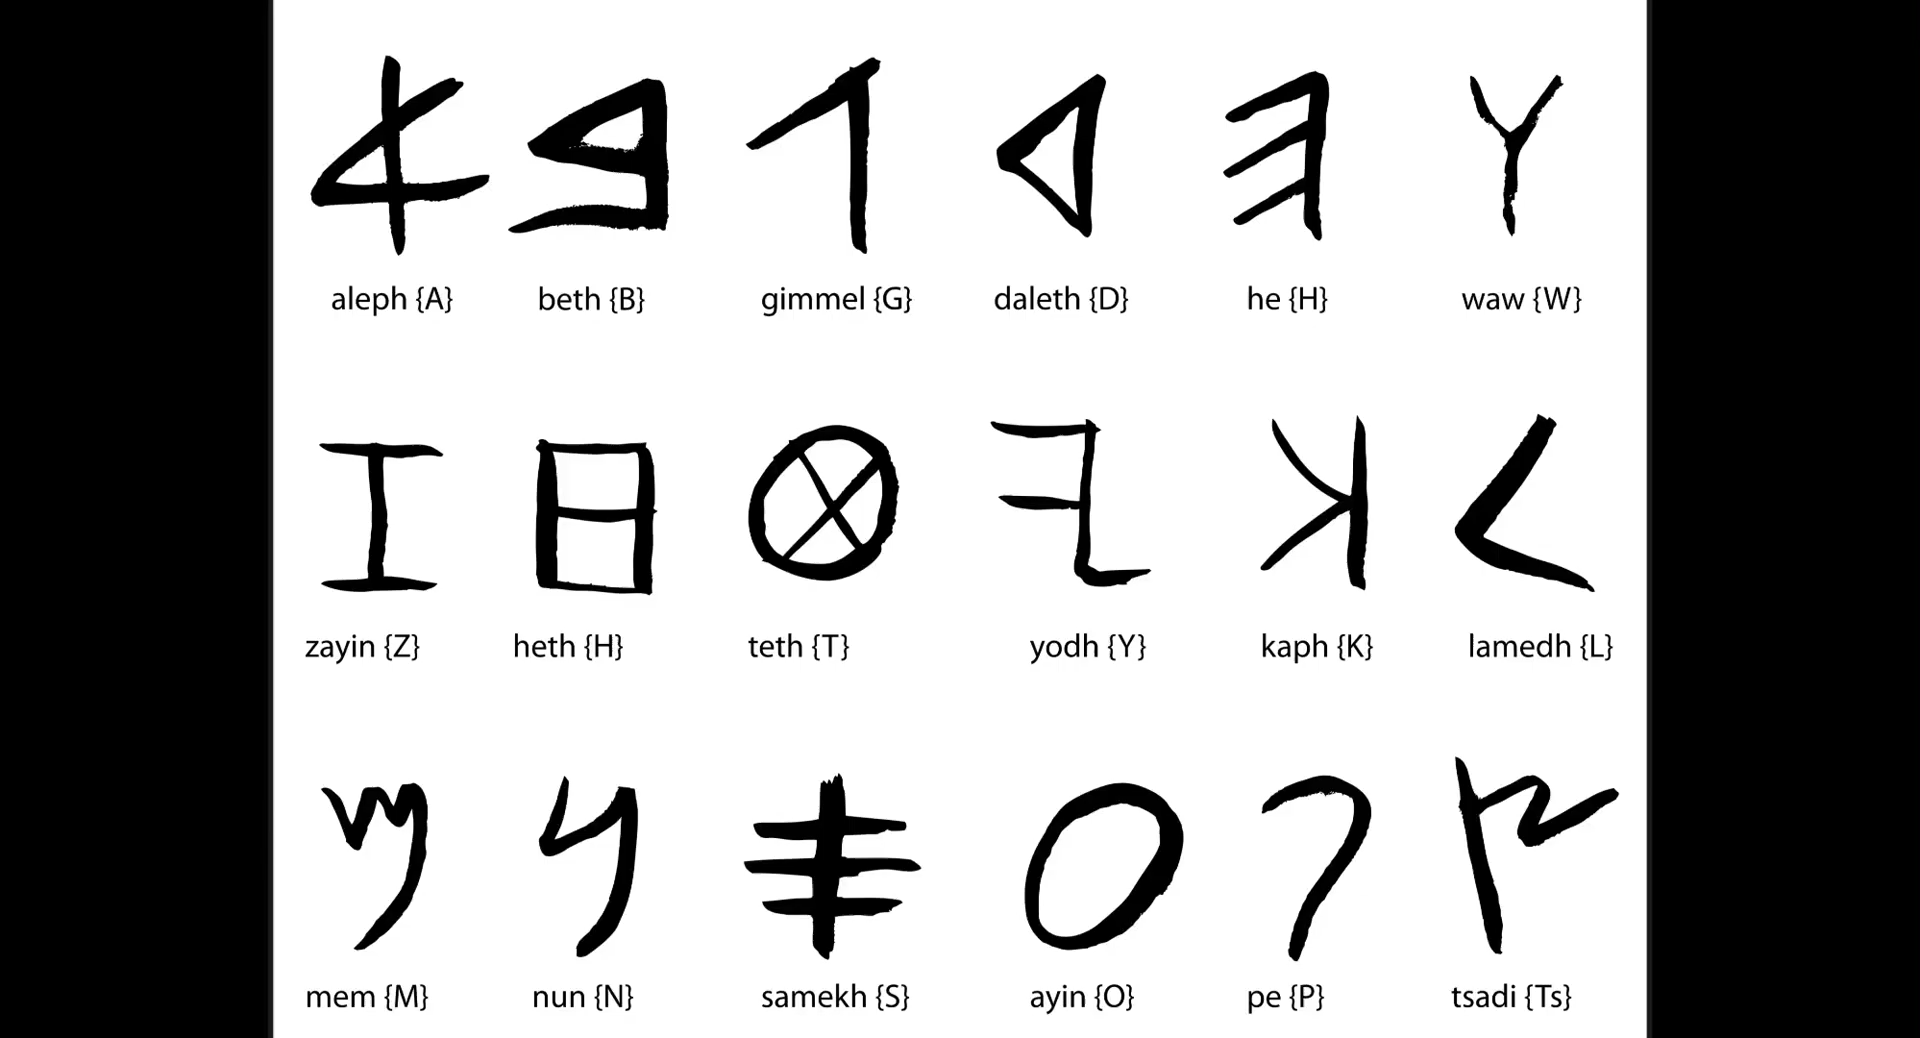 𐤀 𐤁 𐤂 𐤃 𐤄 𐤅
aleph {A} beth {B} gimmel {G} daleth {D} he {H} waw {W}
𐤆 𐤇 𐤈 𐤉 𐤊 𐤋
zayin {Z} heth {H} teth {T} yodh {Y} kaph {K} lamedh {L}
𐤌 𐤍 𐤎 𐤏 𐤐 𐤑
mem {M} nun {N} samekh {S} ayin {O} pe {P} tsadi {Ts}